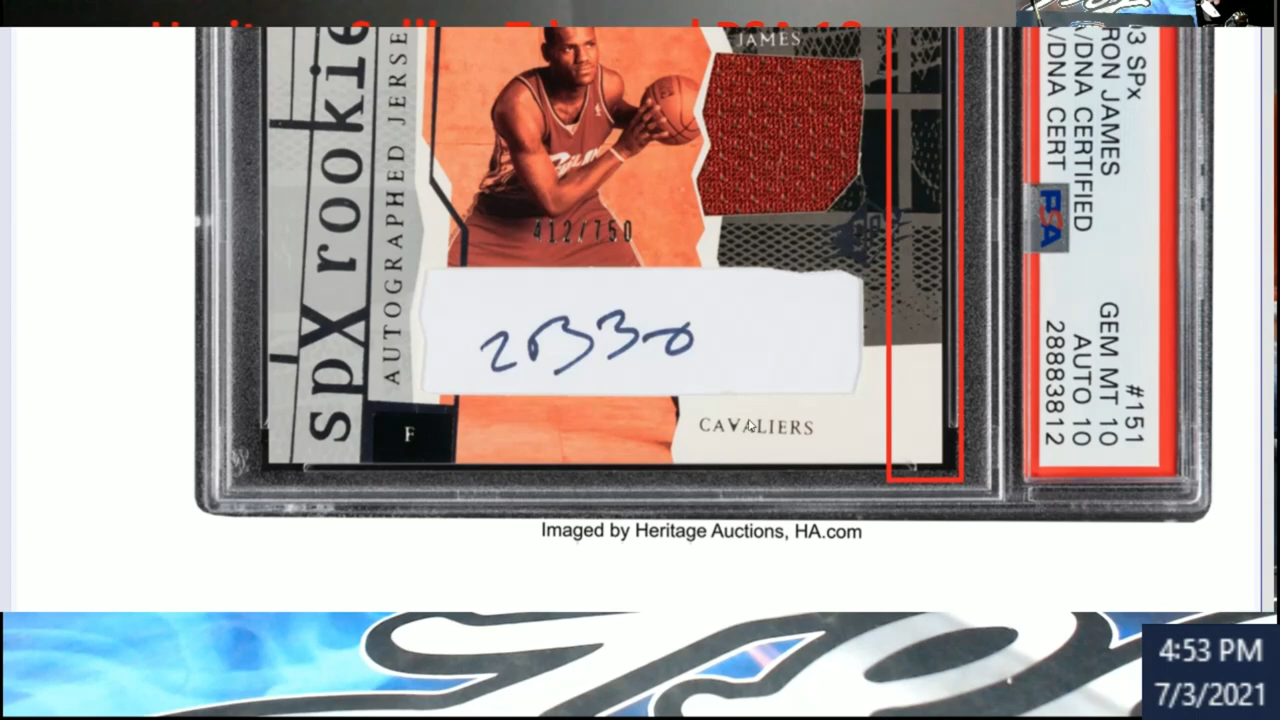 JAMES
spX rookie
AUTOGRAPHED JERSE
412/750
F
CAVALIERS
03 SPx
RON JAMES
/DNA CERTIFIED
/DNA CERT
PSA
#151
GEM MT 10
AUTO 10
28883812
Imaged by Heritage Auctions, HA.com
4:53 PM
7/3/2021